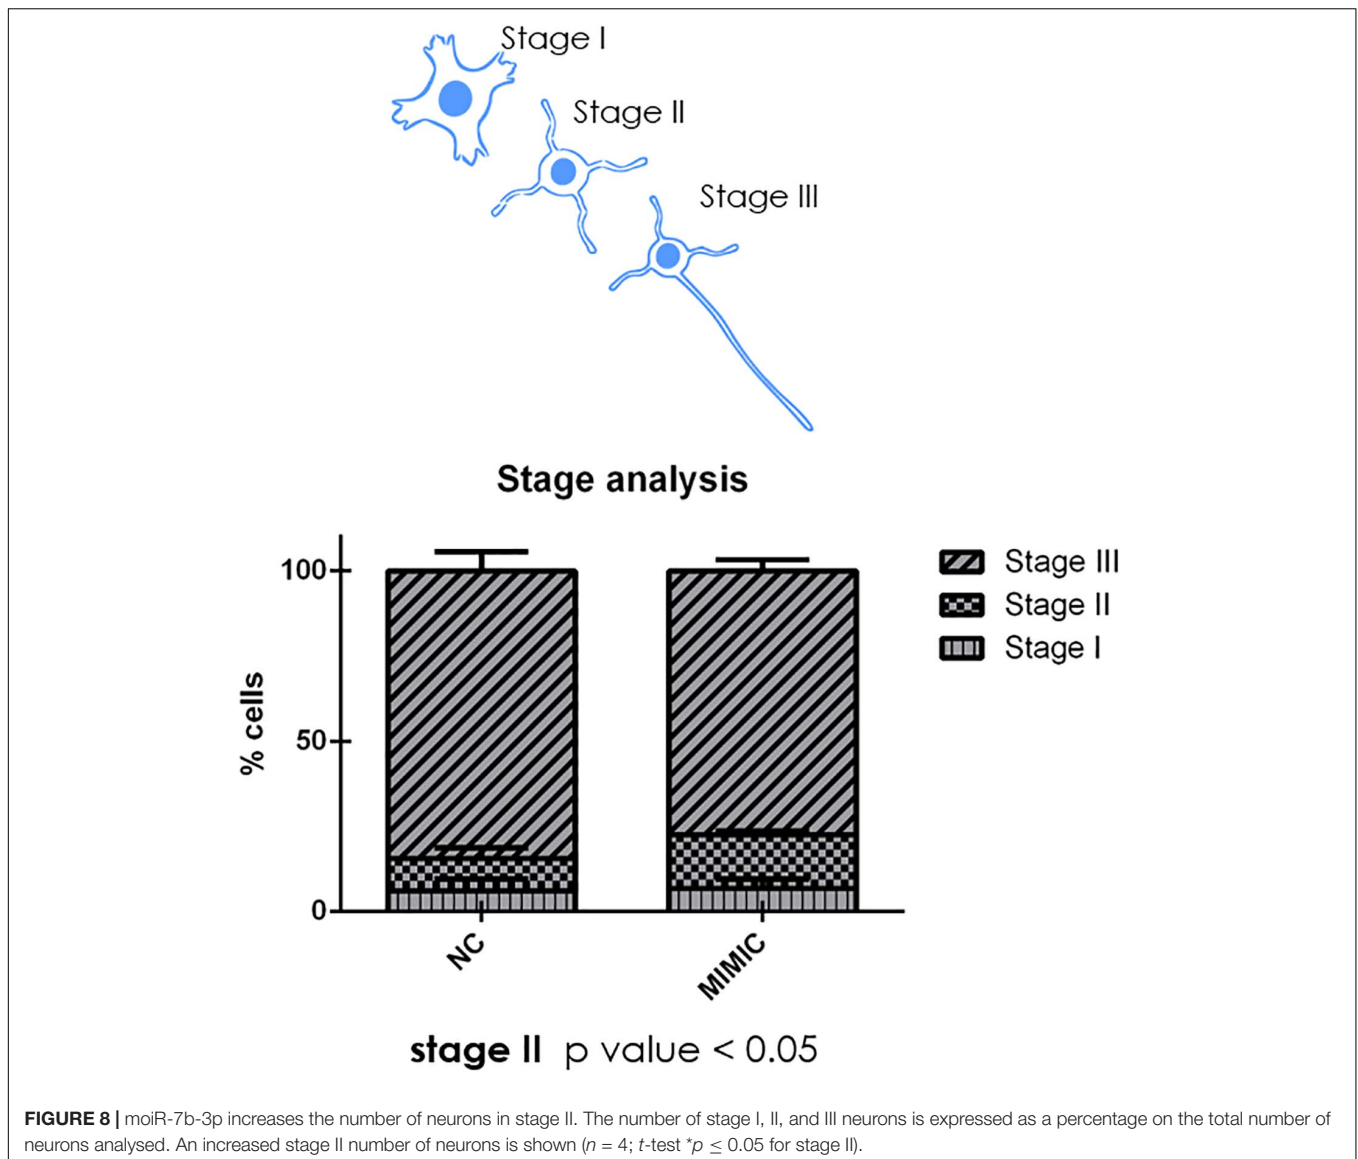 Stage I
Stage II
Stage III
Stage analysis
100
50
0
% cells
NC
MIMIC
Stage III
Stage II
Stage I
stage II p value < 0.05
FIGURE 8 | moiR-7b-3p increases the number of neurons in stage II. The number of stage I, II, and III neurons is expressed as a percentage on the total number of
neurons analysed. An increased stage II number of neurons is shown (n = 4; t-test *p ≤ 0.05 for stage II).